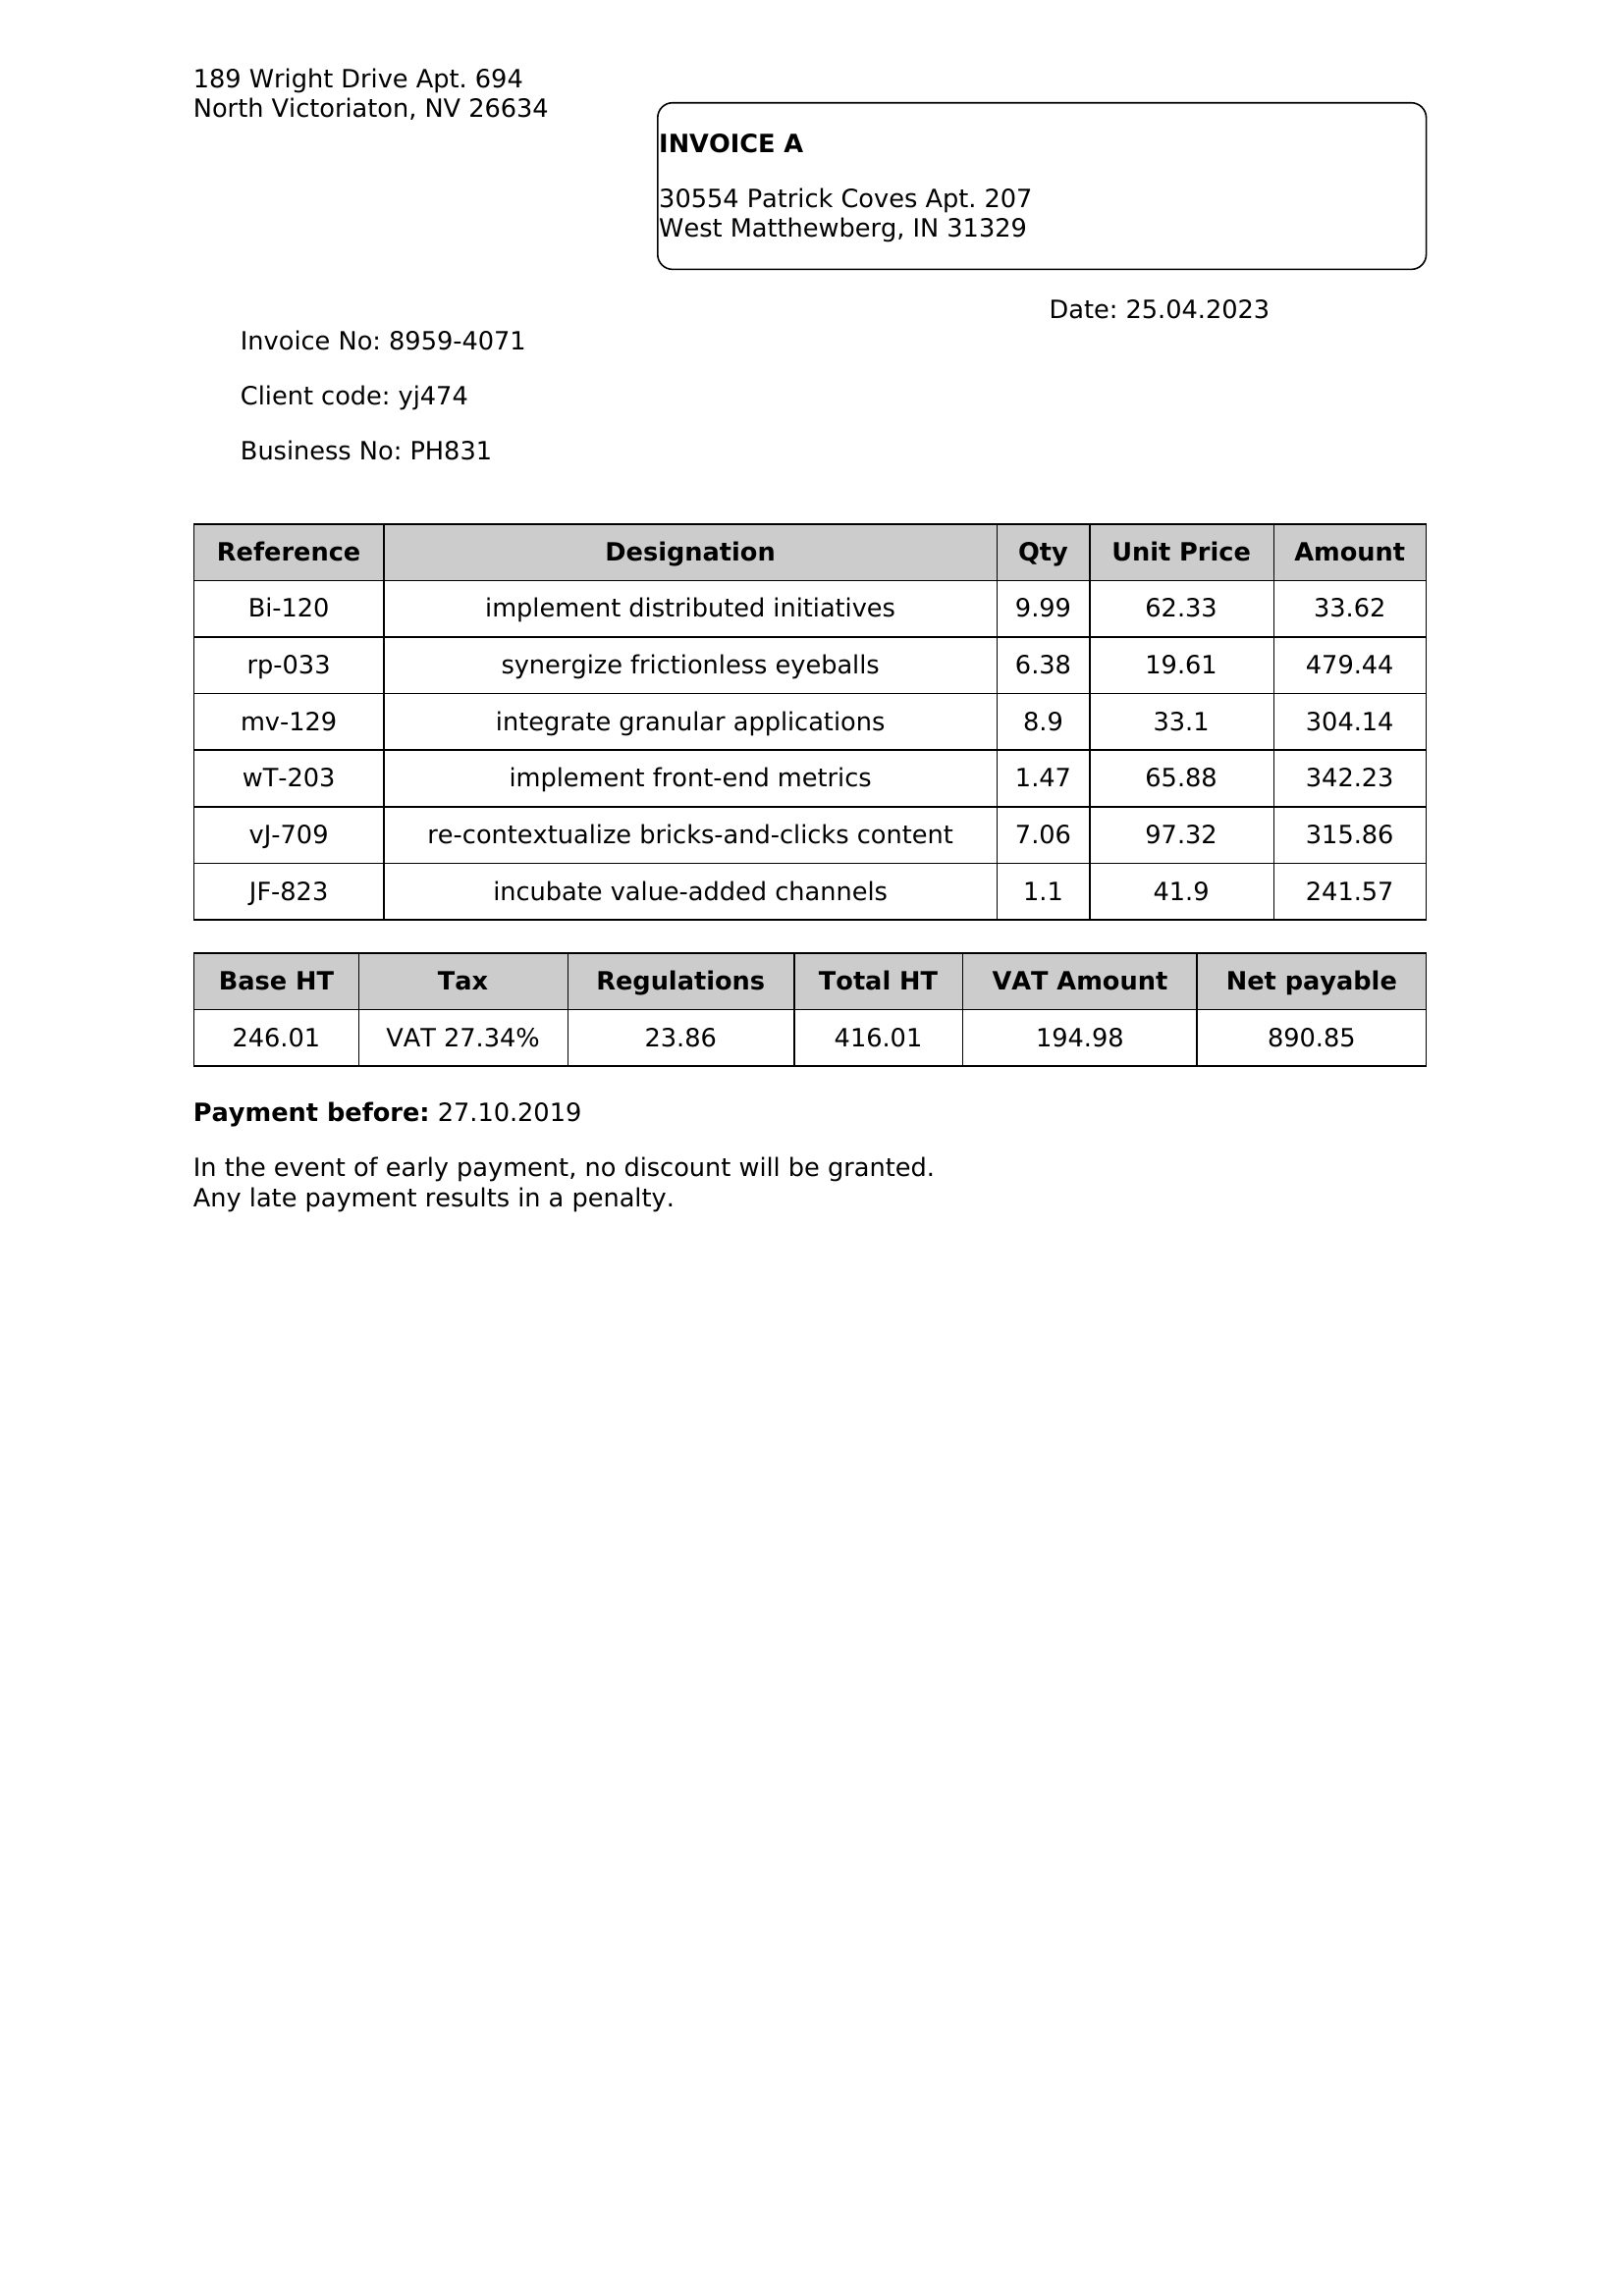 189 Wright Drive Apt. 694
North Victoriaton, NV 26634
INVOICE A
30554 Patrick Coves Apt. 207
West Matthewberg, IN 31329
Date: 25.04.2023
Invoice No: 8959-4071
Client code: yj474
Business No: PH831
Reference Designation Qty Unit Price Amount
Bi-120 implement distributed initiatives 9.99 62.33 33.62
rp-033 synergize frictionless eyeballs 6.38 19.61 479.44
mv-129 integrate granular applications 8.9 33.1 304.14
wT-203 implement front-end metrics 1.47 65.88 342.23
vJ-709 re-contextualize bricks-and-clicks content 7.06 97.32 315.86
JF-823 incubate value-added channels 1.1 41.9 241.57
Base HT Tax Regulations Total HT VAT Amount Net payable
246.01 VAT 27.34% 23.86 416.01 194.98 890.85
Payment before: 27.10.2019
In the event of early payment, no discount will be granted.
Any late payment results in a penalty.